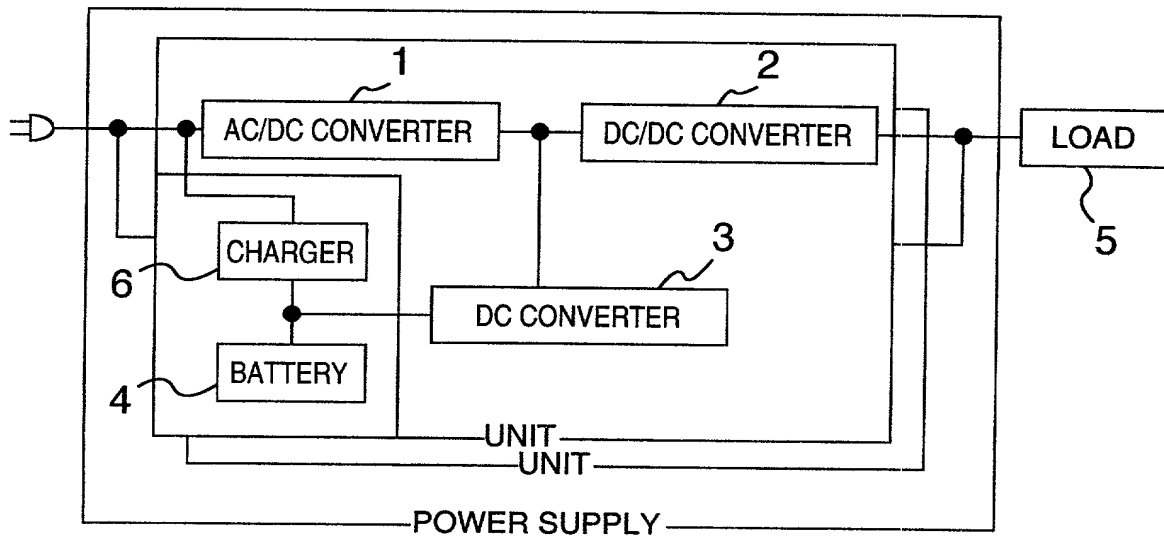 1
2
AC/DC CONVERTER
DC/DC CONVERTER
LOAD
5
CHARGER
6
3
DC CONVERTER
BATTERY
4
UNIT
UNIT
POWER SUPPLY